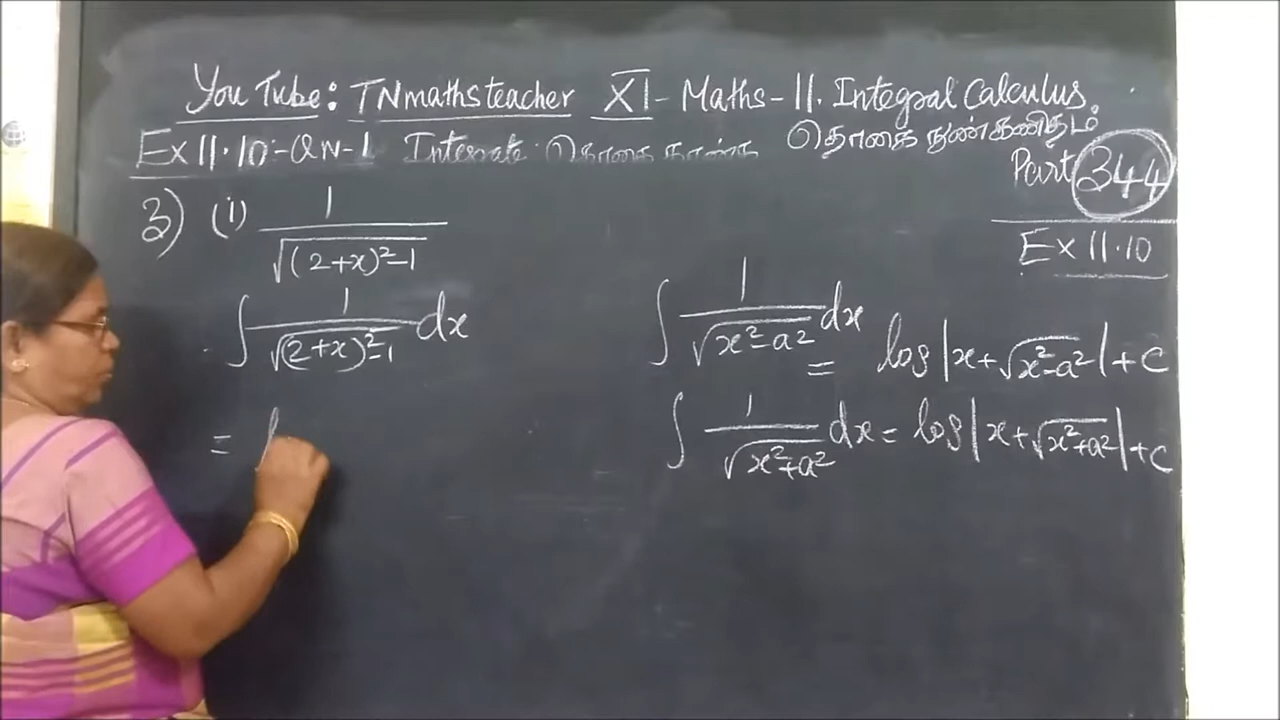 You Tube: TNmathsteacher XI - Maths - 11. Integral Calculus.
Ex 11.10 - Qn - 1 Integrate தொகை காண்க தொகை நுண்கணிதம்
Part 344
Ex 11.10
3) (i) 1 / √((2+x)²-1)
∫ 1 / √((2+x)²-1) dx
=
∫ 1 / √(x²-a²) dx = log |x+√(x²-a²)| + c
∫ 1 / √(x²+a²) dx = log |x+√(x²+a²)| + c